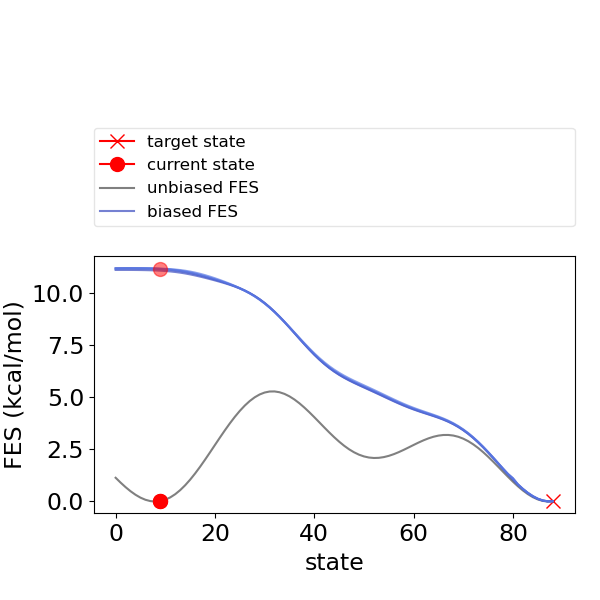 target state
current state
unbiased FES
biased FES
10.0
7.5
5.0
2.5
0.0
FES (kcal/mol)
0 20 40 60 80
state